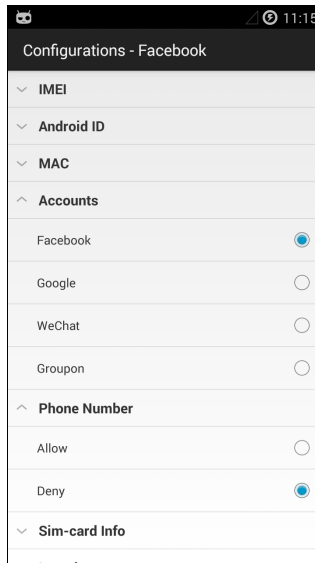 11:15
Configurations - Facebook
IMEI
Android ID
MAC
Accounts
Facebook
Google
WeChat
Groupon
Phone Number
Allow
Deny
Sim-card Info